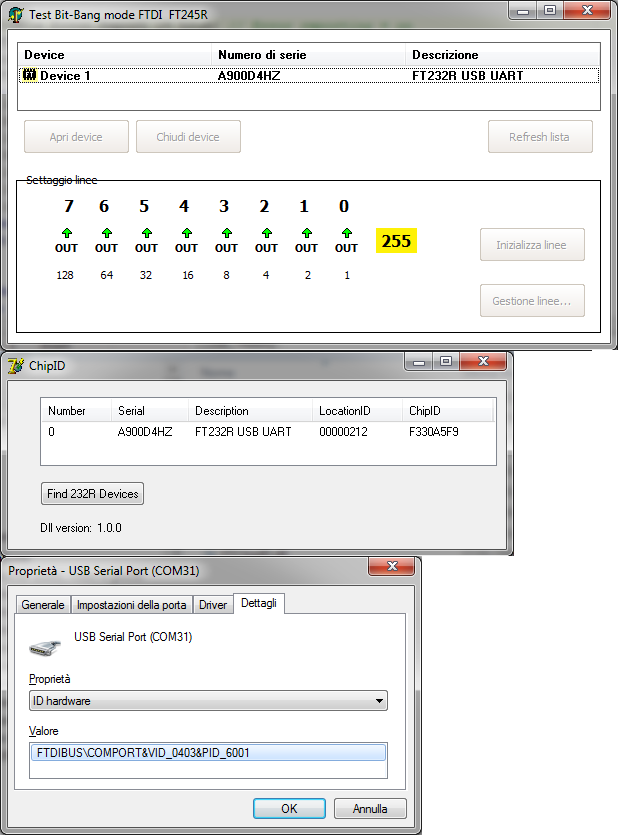 Test Bit-Bang mode FTDI FT245R
Device Numero di serie Descrizione
Device 1 A900D4HZ FT232R USB UART
Apri device Chiudi device Refresh lista
Settaggio linee
7 6 5 4 3 2 1 0
OUT OUT OUT OUT OUT OUT OUT OUT
255
Inizializza linee
128 64 32 16 8 4 2 1
Gestione linee...
ChipID
Number Serial Description LocationID ChipID
0 A900D4HZ FT232R USB UART 00000212 F330A5F9
Find 232R Devices
Dll version: 1.0.0
Proprietà - USB Serial Port (COM31)
Generale Impostazioni della porta Driver Dettagli
USB Serial Port (COM31)
Proprietà
ID hardware
Valore
FTDIBUS\COMPORT&VID_0403&PID_6001
OK Annulla